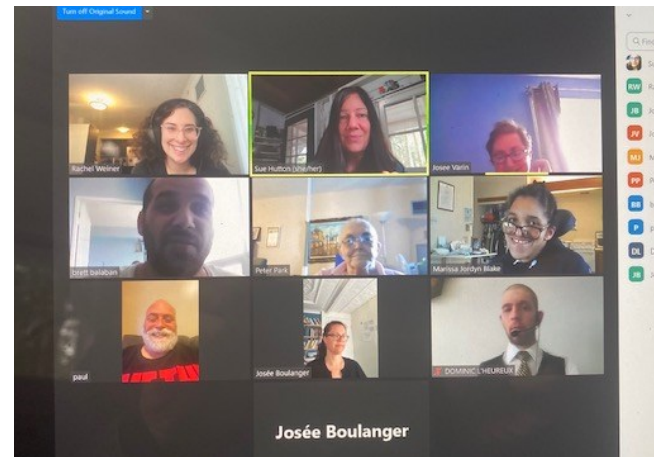 Turn off Original Sound
Rachel Weiner
Sue Hutton (she/her)
Josee Varin
brett balaban
Peter Park
Marissa Jordyn Blake
paul
Josée Boulanger
DOMINIC L'HEUREUX
Josée Boulanger
RW
JB
JV
MJ
PP
BB
P
DL
JB